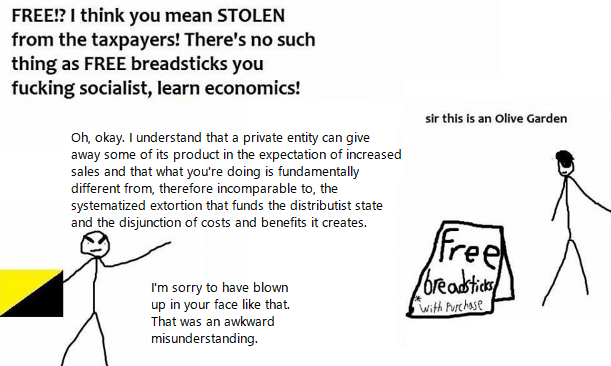 FREE!? I think you mean STOLEN
from the taxpayers! There's no such
thing as FREE breadsticks you
fucking socialist, learn economics!
sir this is an Olive Garden
Oh, okay. I understand that a private entity can give
away some of its product in the expectation of increased
sales and that what you're doing is fundamentally
different from, therefore incomparable to, the
systematized extortion that funds the distributist state
and the disjunction of costs and benefits it creates.
I'm sorry to have blown
up in your face like that.
That was an awkward
misunderstanding.
Free
breadsticks
*with Purchase